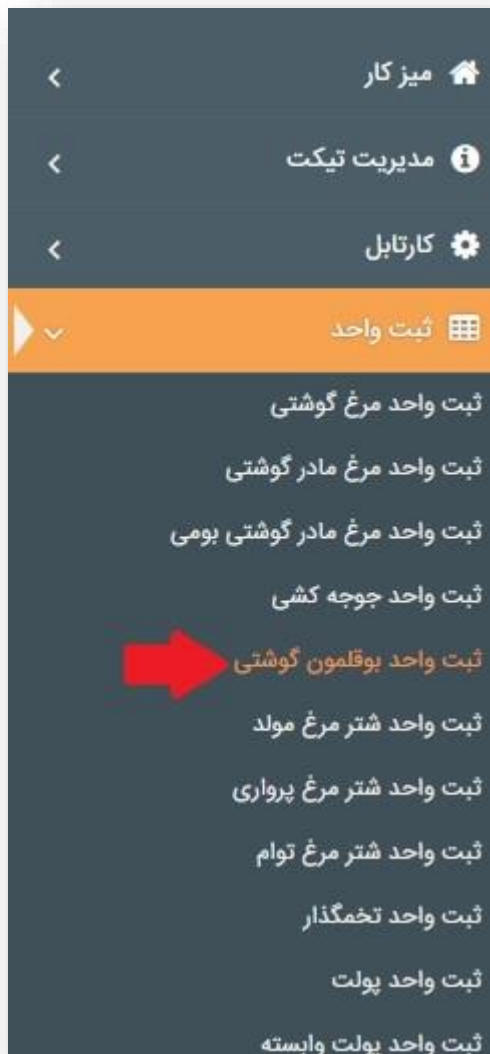 میز کار
مدیریت تیکت
کارتابل
ثبت واحد
ثبت واحد مرغ گوشتی
ثبت واحد مرغ مادر گوشتی
ثبت واحد مرغ مادر گوشتی بومی
ثبت واحد جوجه کشی
ثبت واحد بوقلمون گوشتی
ثبت واحد شتر مرغ مولد
ثبت واحد شتر مرغ پرواری
ثبت واحد شتر مرغ توام
ثبت واحد تخمگذار
ثبت واحد پولت
ثبت واحد پولت وابسته